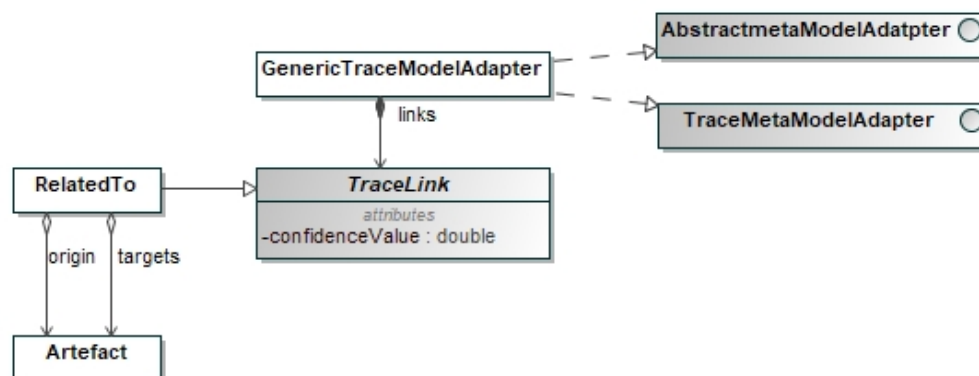 AbstractmetaModelAdatpter
GenericTraceModelAdapter
links
TraceMetaModelAdapter
RelatedTo
TraceLink
attributes
-confidenceValue : double
origin
targets
Artefact